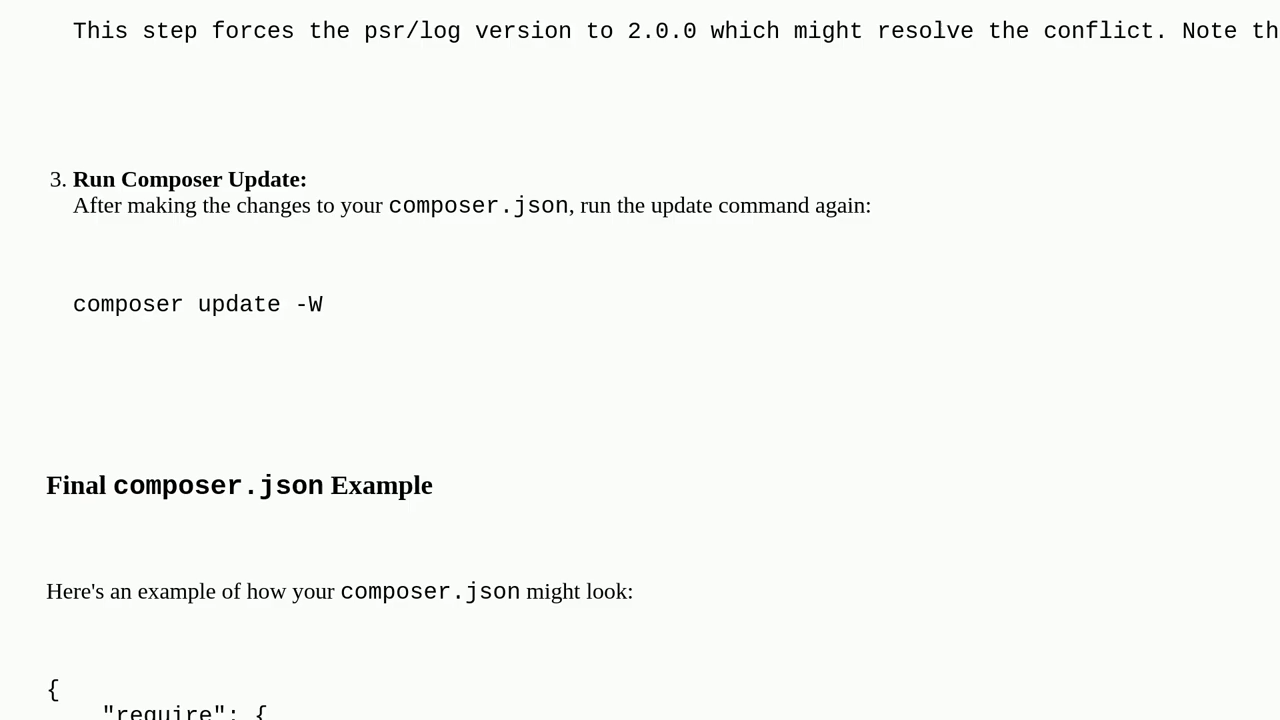 This step forces the psr/log version to 2.0.0 which might resolve the conflict. Note th
3. Run Composer Update:
After making the changes to your composer.json, run the update command again:
composer update -W
Final composer.json Example
Here's an example of how your composer.json might look:
{
"require": {